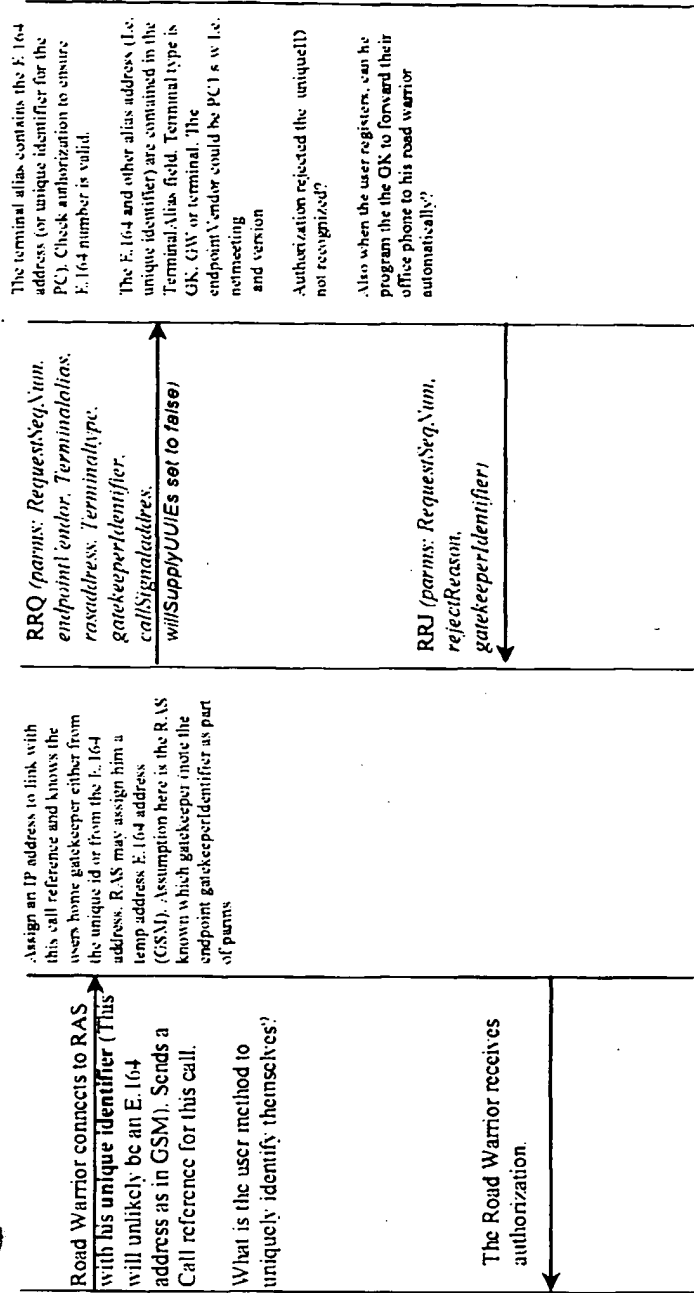 Road Warrior connects to RAS
with his unique identifier (This
will unlikely be an E.164
address as in GSM). Sends a
Call reference for this call.
What is the user method to
uniquely identify themselves?
The Road Warrior receives
authorization.
Assign an IP address to link with
this call reference and knows the
users home gatekeeper either from
the unique id or from the E.164
address. RAS may assign him a
temp address E.164 address
(GSM). Assumption here is the RAS
known which gatekeeper (note the
endpoint gatekeeperIdentifier as part
of parms
RRQ (parms: RequestSeqNum,
endpointVendor, Terminalalias,
rasaddress, Terminaltype,
gatekeeperIdentifier,
callSignaladdres,
willSupplyUUIEs set to false)
RRJ (parms: RequestSeqNum,
rejectReason,
gatekeeperIdentifier)
The terminal alias contains the E.164
address (or unique identifier for the
PC). Check authorization to ensure
E.164 number is valid.
The E.164 and other alias address (I.e.
unique identifier) are contained in the
TerminalAlias field. Terminal type is
GK, GW or terminal. The
endpointVendor could be PC1 s w I.e.
netmeeting
and version
Authorization rejected the uniqueID
not recognized?
Also when the user registers, can he
program the the GK to forward their
office phone to his road warrior
automatically?